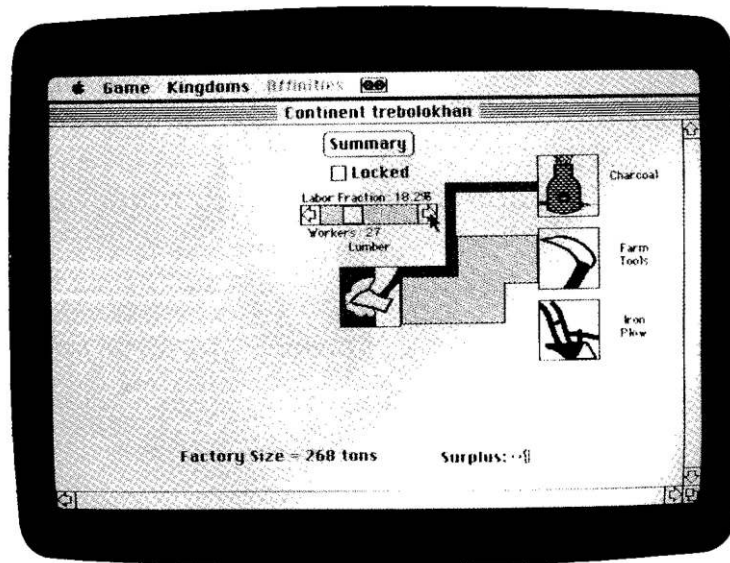 Game Kingdoms Affinities
Continent trebolokhan
Summary
Locked
Labor Fraction: 18.2%
Workers: 27
Lumber
Charcoal
Farm
Tools
Iron
Plow
Factory Size = 268 tons
Surplus: